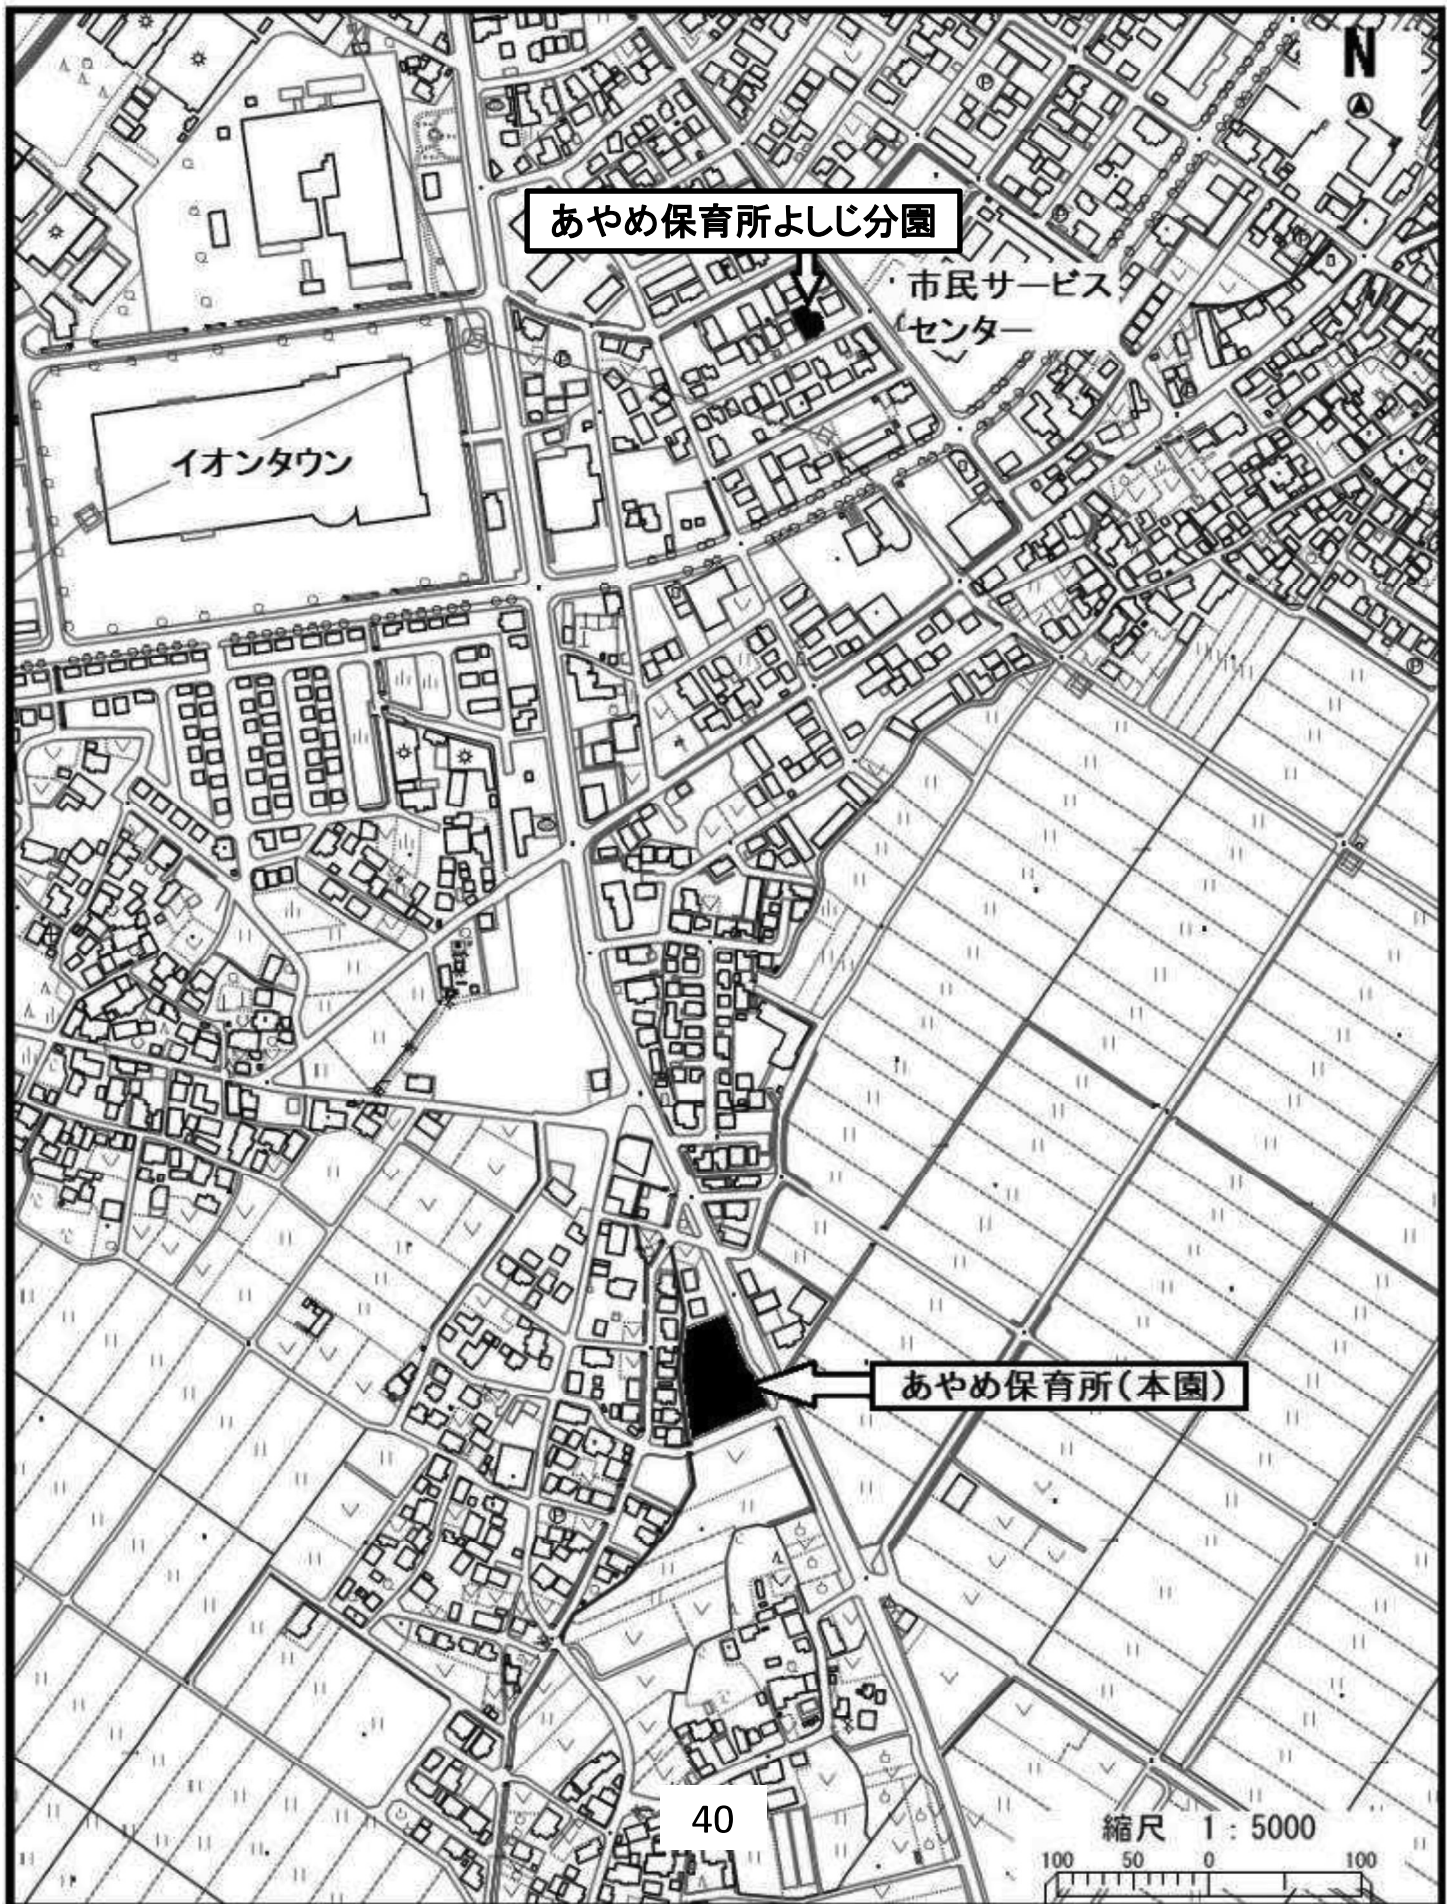 N
あやめ保育所よしじ分園
市民サービス
センター
イオンタウン
あやめ保育所(本園)
40
縮尺 1:5000
100 50 0 100